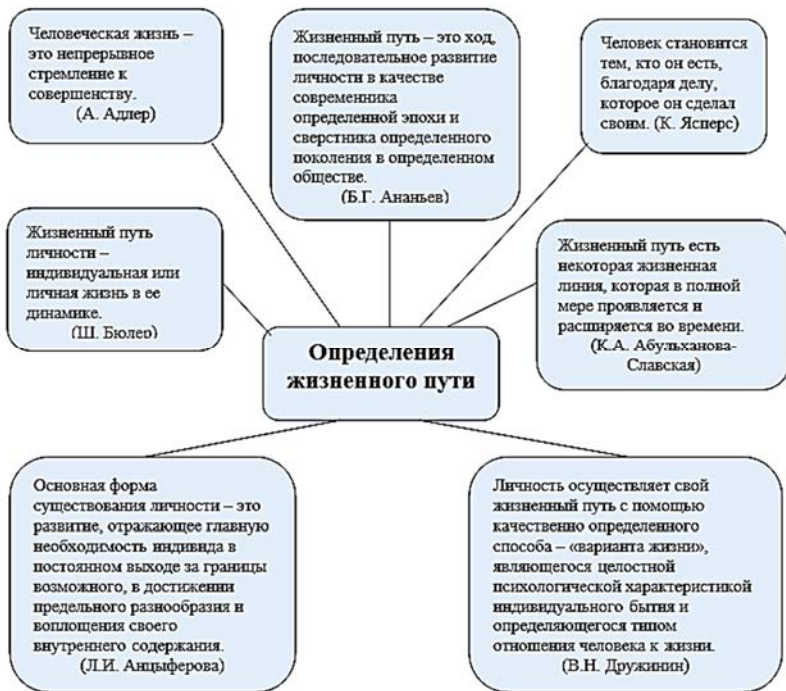 Человеческая жизнь –
это непрерывное
стремление к
совершенству.
(А. Адлер)
Жизненный путь – это ход,
последовательное развитие
личности в качестве
современника
определенной эпохи и
сверстника определенного
поколения в определенном
обществе.
(Б.Г. Ананьев)
Человек становится
тем, кто он есть,
благодаря делу,
которое он сделал
своим. (К. Ясперс)
Жизненный путь
личности –
индивидуальная или
личная жизнь в ее
динамике.
(Ш. Бюлер)
Жизненный путь есть
некоторая жизненная
линия, которая в полной
мере проявляется и
расширяется во времени.
(К.А. Абульханова-
Славская)
Определения
жизненного пути
Основная форма
существования личности – это
развитие, отражающее главную
необходимость индивида в
постоянном выходе за границы
возможного, в достижении
предельного разнообразия и
воплощения своего
внутреннего содержания.
(Л.И. Анцыферова)
Личность осуществляет свой
жизненный путь с помощью
качественно определенного
способа – «варианта жизни»,
являющегося целостной
психологической характеристикой
индивидуального бытия и
определяющегося типом
отношения человека к жизни.
(В.Н. Дружинин)